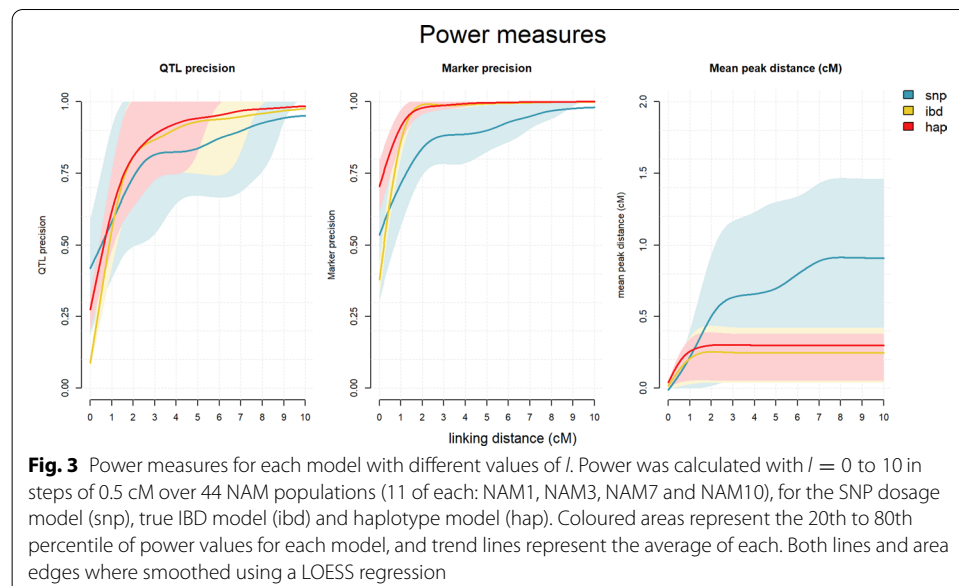 Power measures
QTL precision
Marker precision
Mean peak distance (cM)
QTL precision
1.00
0.75
0.50
0.25
0.00
0 1 2 3 4 5 6 7 8 9 10
Marker precision
1.00
0.75
0.50
0.25
0.00
0 1 2 3 4 5 6 7 8 9 10
mean peak distance (cM)
2.0
1.5
1.0
0.5
0.0
0 1 2 3 4 5 6 7 8 9 10
snp
ibd
hap
linking distance (cM)
Fig. 3 Power measures for each model with different values of l. Power was calculated with l = 0 to 10 in
steps of 0.5 cM over 44 NAM populations (11 of each: NAM1, NAM3, NAM7 and NAM10), for the SNP dosage
model (snp), true IBD model (ibd) and haplotype model (hap). Coloured areas represent the 20th to 80th
percentile of power values for each model, and trend lines represent the average of each. Both lines and area
edges where smoothed using a LOESS regression